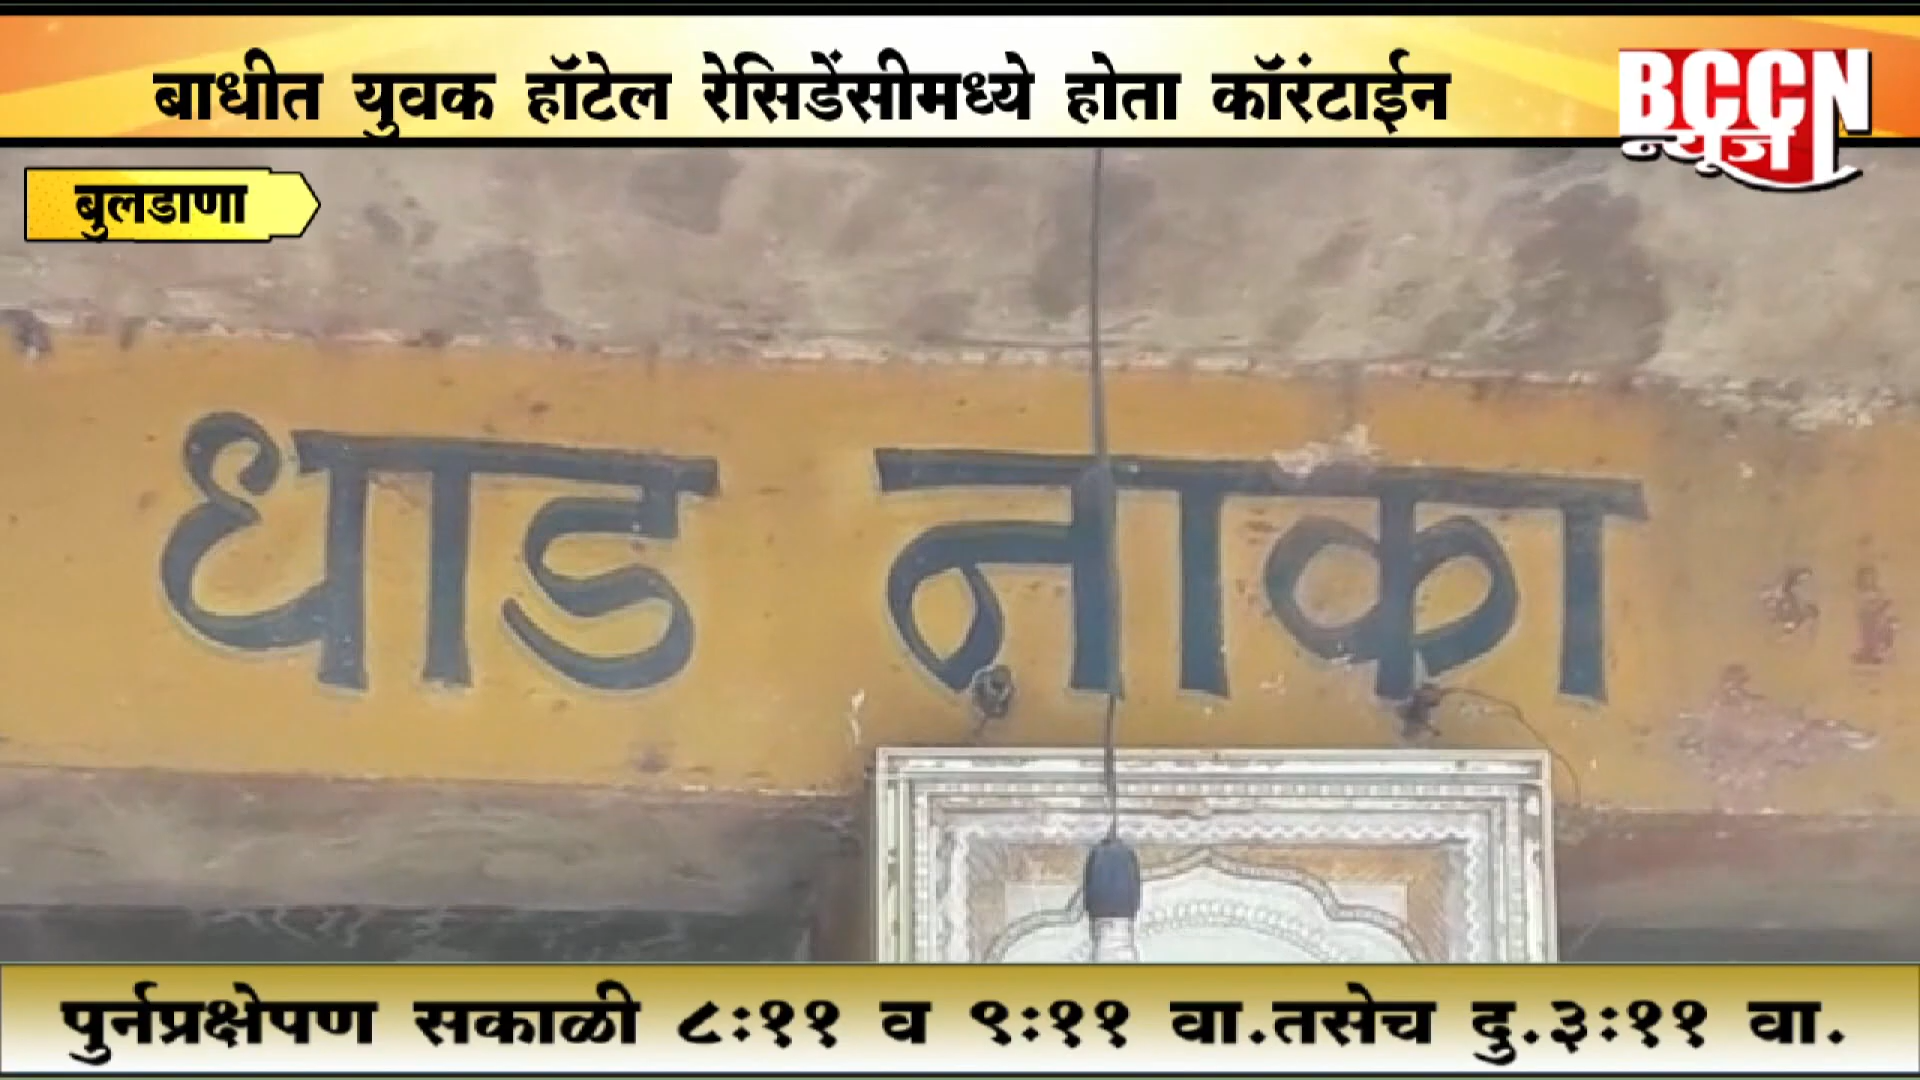 बाधीत युवक हॉटेल रेसिडेंसीमध्ये होता कॉरंटाईन
BCCN
न्यूज
बुलडाणा
धाड नाका
पुर्नप्रक्षेपण सकाळी ८:११ व ९:११ वा.तसेच दु.३:११ वा.